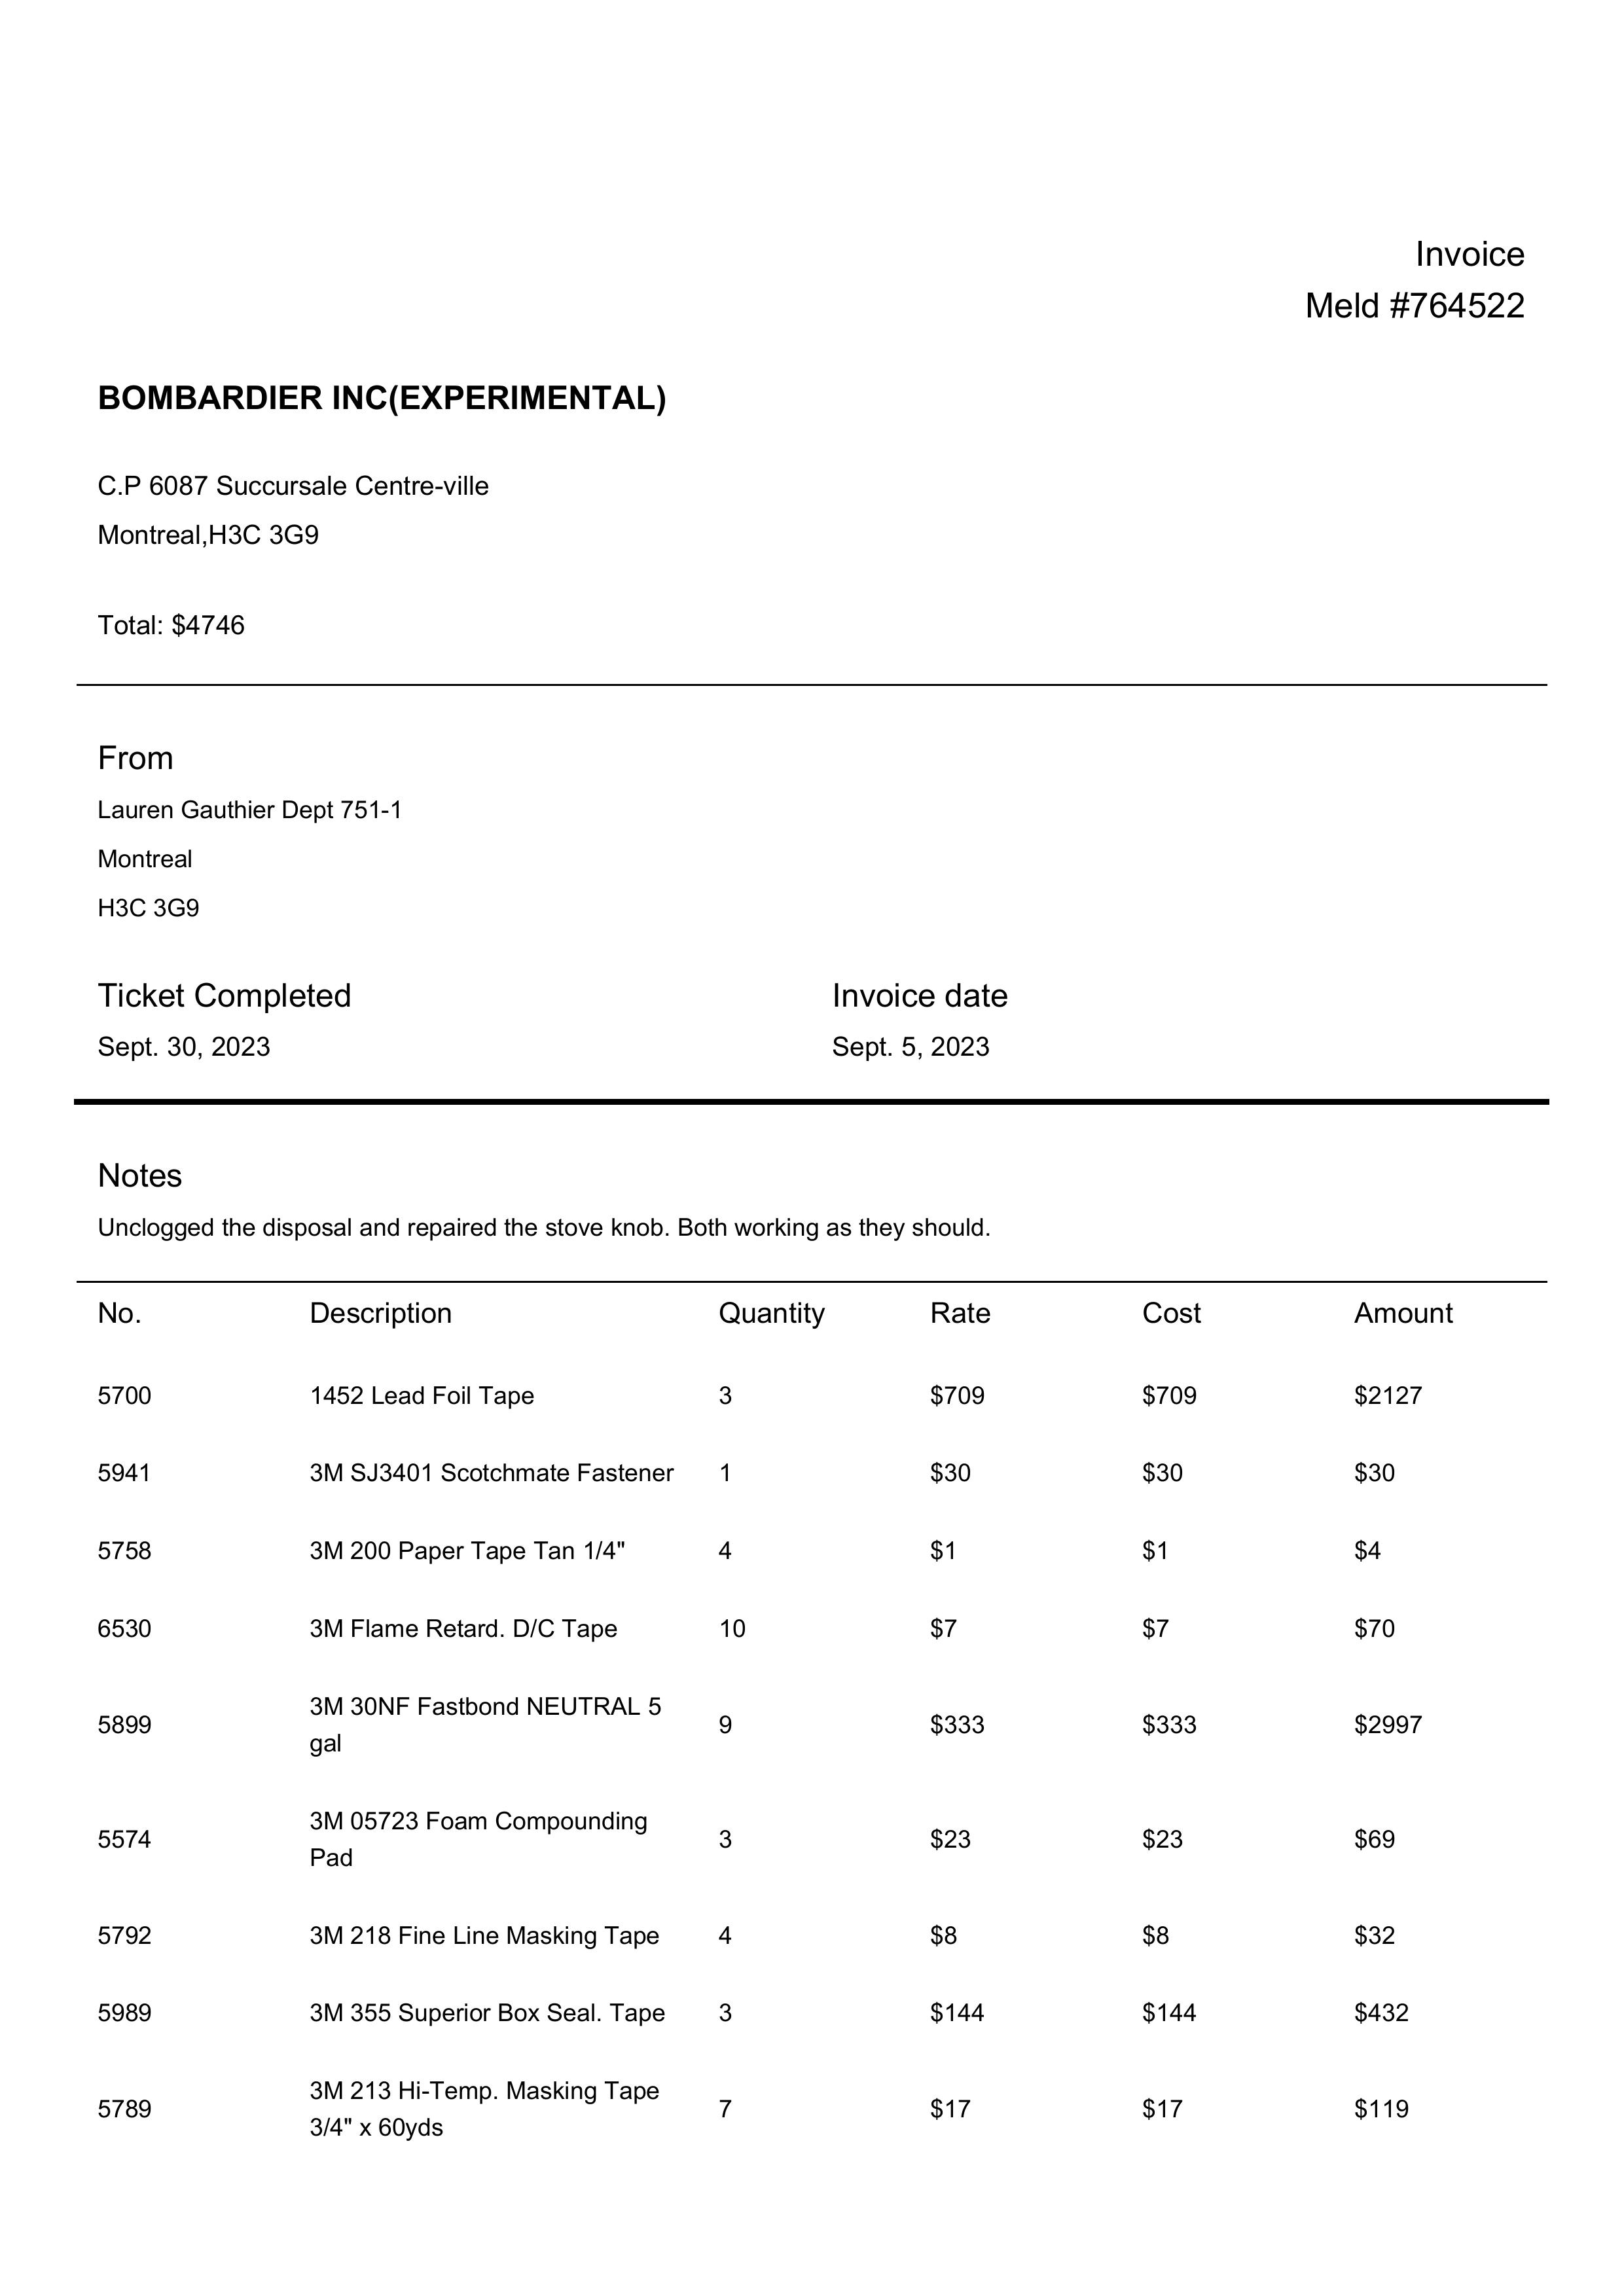 Invoice
Meld #764522
BOMBARDIER INC(EXPERIMENTAL)
C.P 6087 Succursale Centre-ville
Montreal,H3C 3G9
Total: $4746
From
Lauren Gauthier Dept 751-1
Montreal
H3C 3G9
Ticket Completed Invoice date
Sept. 30, 2023 Sept. 5, 2023
Notes
Unclogged the disposal and repaired the stove knob. Both working as they should.
No. Description Quantity Rate Cost Amount
5700 1452 Lead Foil Tape 3 $709 $709 $2127
5941 3M SJ3401 Scotchmate Fastener 1 $30 $30 $30
5758 3M 200 Paper Tape Tan 1/4" 4 $1 $1 $4
6530 3M Flame Retard. D/C Tape 10 $7 $7 $70
3M 30NF Fastbond NEUTRAL 5
5899 9 $333 $333 $2997
gal
3M 05723 Foam Compounding
5574 3 $23 $23 $69
Pad
5792 3M 218 Fine Line Masking Tape 4 $8 $8 $32
5989 3M 355 Superior Box Seal. Tape 3 $144 $144 $432
3M 213 Hi-Temp. Masking Tape
5789 7 $17 $17 $119
3/4" x 60yds